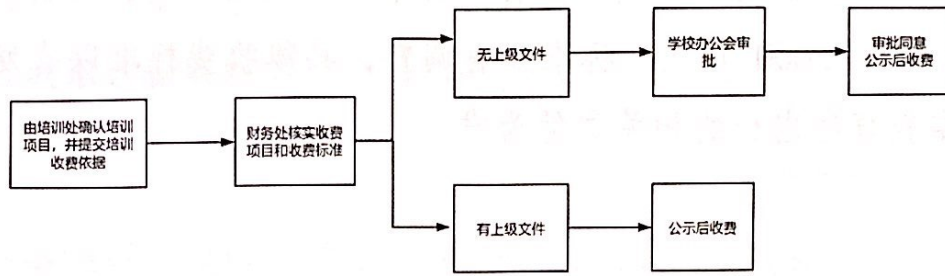 由培训处确认培训
项目，并提交培训
收费依据
财务处核实收费
项目和收费标准
无上级文件
学校办公会审
批
审批同意
公示后收费
有上级文件
公示后收费